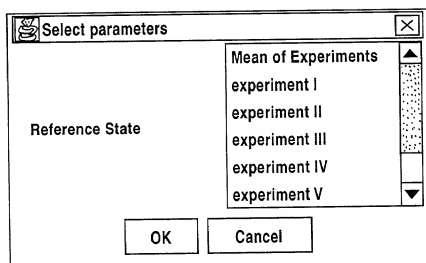 Select parameters
Reference State
Mean of Experiments
experiment I
experiment II
experiment III
experiment IV
experiment V
OK
Cancel